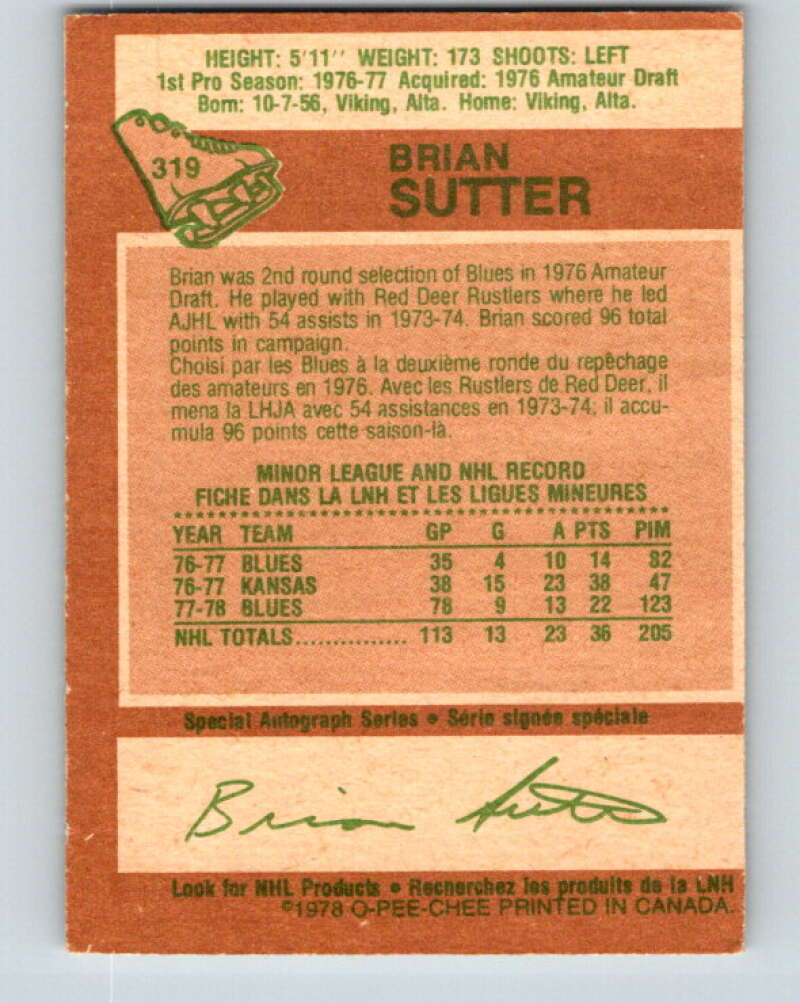 HEIGHT: 5'11'' WEIGHT: 173 SHOOTS: LEFT
1st Pro Season: 1976-77 Acquired: 1976 Amateur Draft
Born: 10-7-56, Viking, Alta. Home: Viking, Alta.
319
BRIAN
SUTTER
Brian was 2nd round selection of Blues in 1976 Amateur
Draft. He played with Red Deer Rustlers where he led
AJHL with 54 assists in 1973-74. Brian scored 96 total
points in campaign.
Choisi par les Blues à la deuxième ronde du repêchage
des amateurs en 1976. Avec les Rustlers de Red Deer, il
mena la LHJA avec 54 assistances en 1973-74; il accu-
mula 96 points cette saison-là.
MINOR LEAGUE AND NHL RECORD
FICHE DANS LA LNH ET LES LIGUES MINEURES
YEAR TEAM GP G A PTS PIM
76-77 BLUES 35 4 10 14 82
76-77 KANSAS 38 15 23 38 47
77-78 BLUES 78 9 13 22 123
NHL TOTALS............... 113 13 23 36 205
Special Autograph Series • Série signée spéciale
Brian Sutter
Look for NHL Products • Recherchez les produits de la LNH
©1978 O-PEE-CHEE PRINTED IN CANADA.